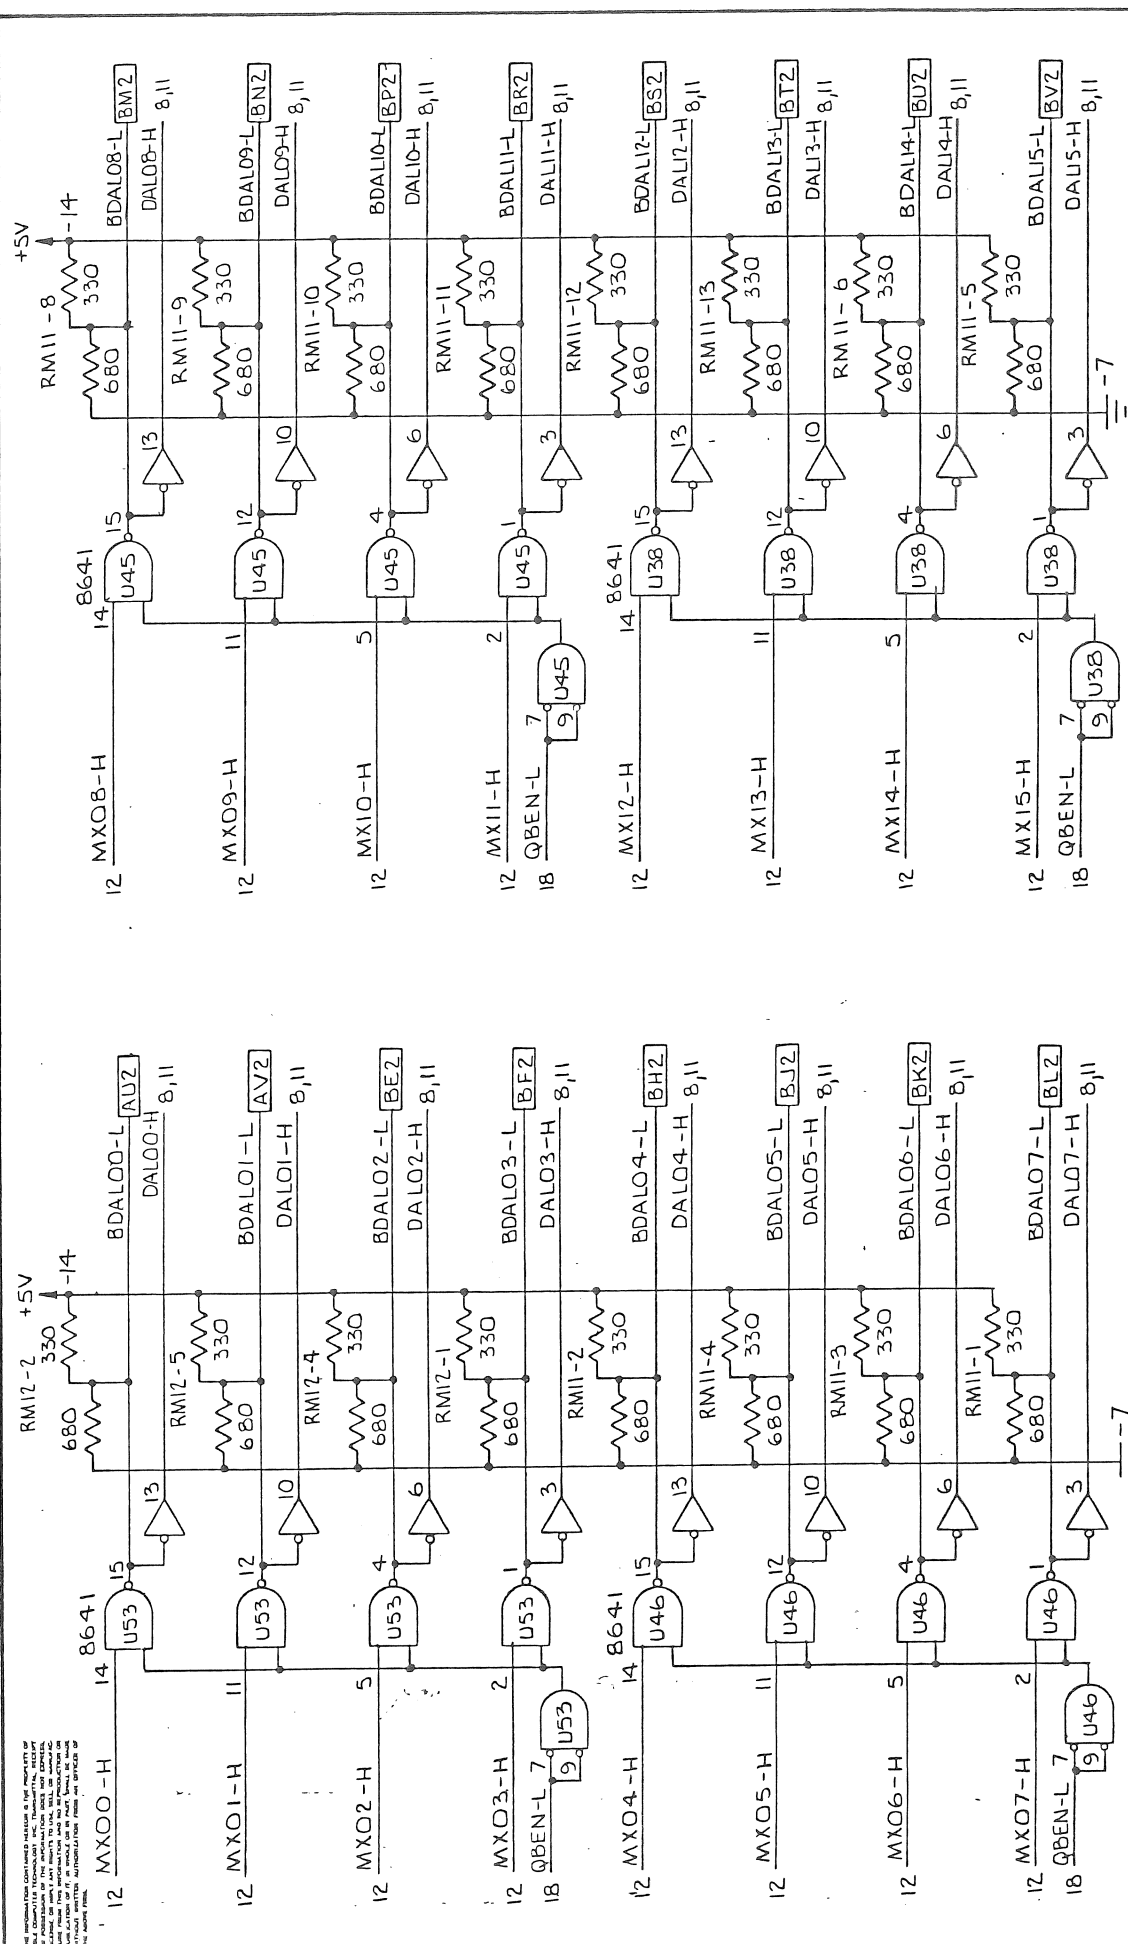 THE INFORMATION CONTAINED HEREIN IS THE PROPERTY OF
ABLE COMPUTER TECHNOLOGY INC.
+5V
-14
RM12-2
330
680
8641
12 MX00-H 14 U53 15
BDAL00-L AU2
13 DAL00-H 8,11
RM12-5
330
680
12 MX01-H 11 U53 12
BDAL01-L AV2
10 DAL01-H 8,11
RM12-4
330
680
12 MX02-H 5 U53 4
BDAL02-L BE2
6 DAL02-H 8,11
RM12-1
330
680
12 MX03-H 2 U53 1
BDAL03-L BF2
3 DAL03-H 8,11
18 QBEN-L 7
9 U53
RM11-2
330
680
8641
12 MX04-H 14 U46 15
BDAL04-L BH2
13 DAL04-H 8,11
RM11-4
330
680
12 MX05-H 11 U46 12
BDAL05-L BJ2
10 DAL05-H 8,11
RM11-3
330
680
12 MX06-H 5 U46 4
BDAL06-L BK2
6 DAL06-H 8,11
RM11-1
330
680
12 MX07-H 2 U46 1
BDAL07-L BL2
3 DAL07-H 8,11
18 QBEN-L 7
9 U46
-7
+5V
-14
RM11-8
330
680
8641
12 MX08-H 14 U45 15
BDAL08-L BM2
13 DAL08-H 8,11
RM11-9
330
680
12 MX09-H 11 U45 12
BDAL09-L BN2
10 DAL09-H 8,11
RM11-10
330
680
12 MX10-H 5 U45 4
BDAL10-L BP2
6 DAL10-H 8,11
RM11-11
330
680
12 MX11-H 2 U45 1
BDAL11-L BR2
3 DAL11-H 8,11
18 QBEN-L 7
9 U45
RM11-12
330
680
8641
12 MX12-H 14 U38 15
BDAL12-L BS2
13 DAL12-H 8,11
RM11-13
330
680
12 MX13-H 11 U38 12
BDAL13-L BT2
10 DAL13-H 8,11
RM11-6
330
680
12 MX14-H 5 U38 4
BDAL14-L BU2
6 DAL14-H 8,11
RM11-5
330
680
12 MX15-H 2 U38 1
BDAL15-L BV2
3 DAL15-H 8,11
18 QBEN-L 7
9 U38
-7